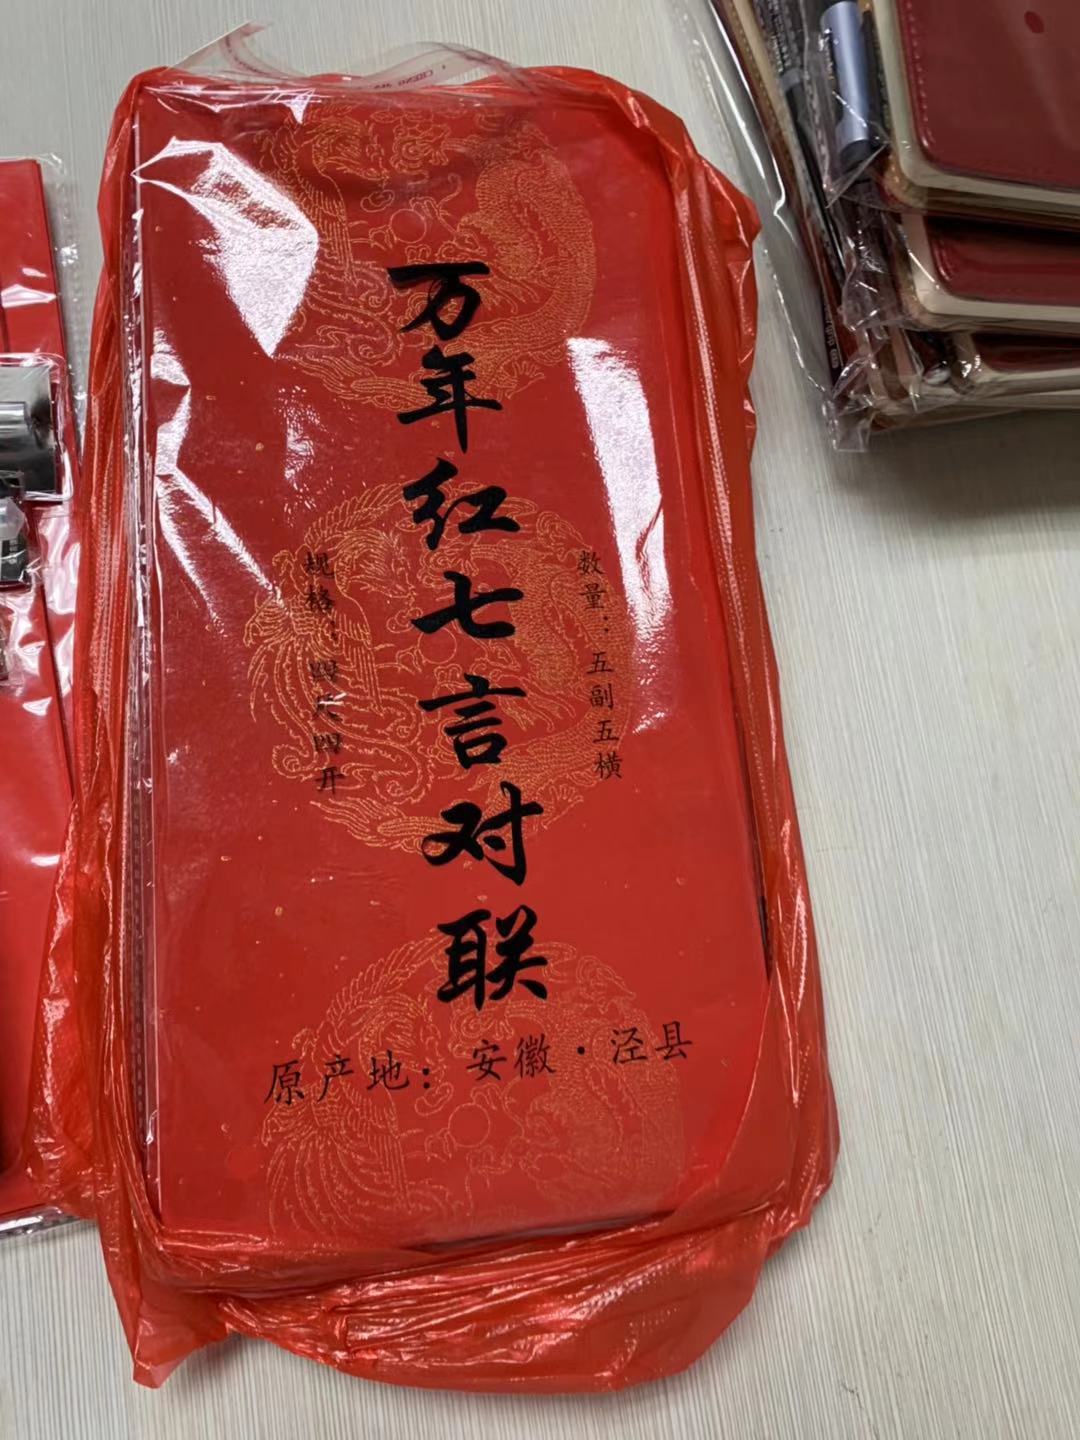 万年红七言对联
数量：五副五横
规格：四尺四开
原产地：安徽·泾县